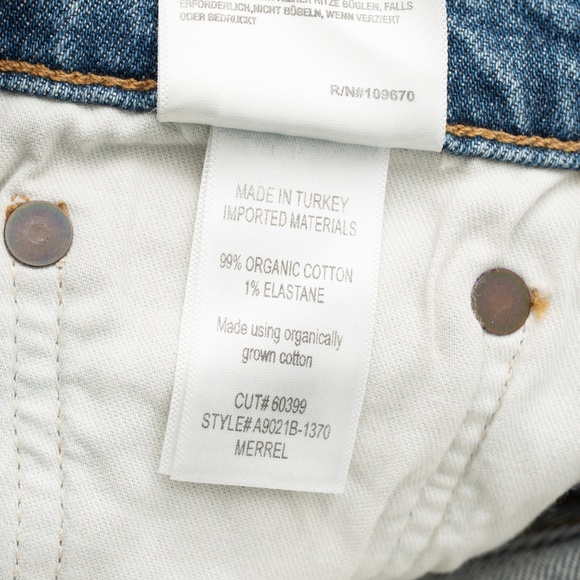 ERFORDERLICH,NICHT BÜGELN, WENN VERZIERT
ODER BEDRUCKT
R/N#109670
MADE IN TURKEY
IMPORTED MATERIALS
99% ORGANIC COTTON
1% ELASTANE
Made using organically
grown cotton
CUT# 60399
STYLE# A9021B-1370
MERREL